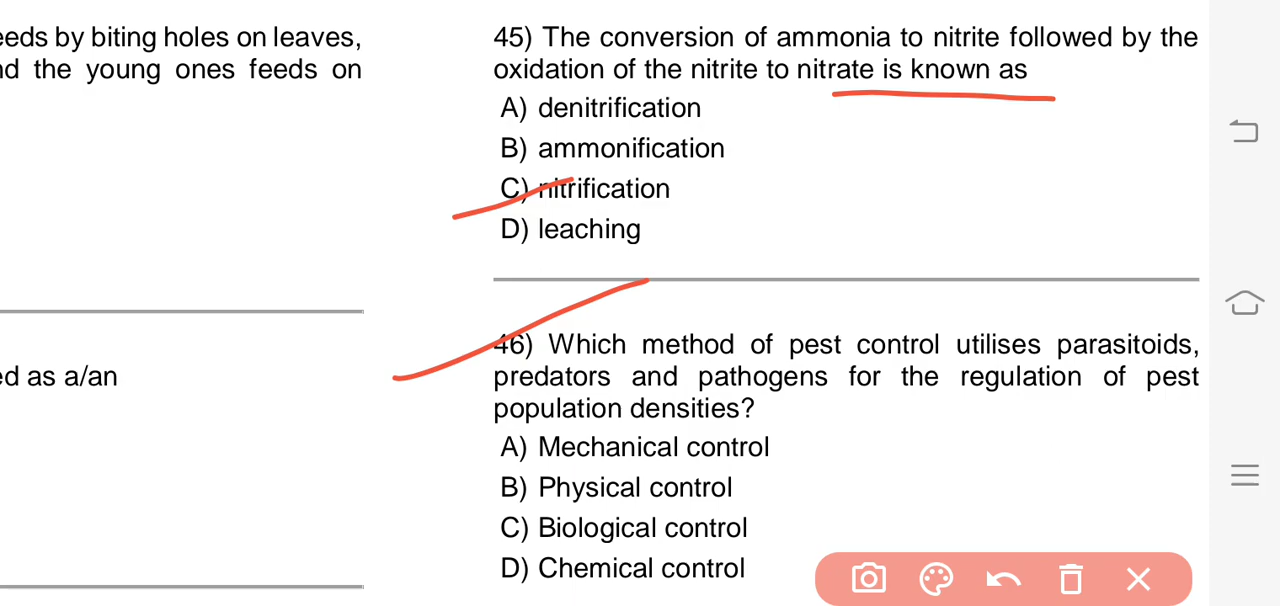 eeds by biting holes on leaves,
nd the young ones feeds on
ed as a/an
45) The conversion of ammonia to nitrite followed by the
oxidation of the nitrite to nitrate is known as
A) denitrification
B) ammonification
C) nitrification
D) leaching
46) Which method of pest control utilises parasitoids,
predators and pathogens for the regulation of pest
population densities?
A) Mechanical control
B) Physical control
C) Biological control
D) Chemical control